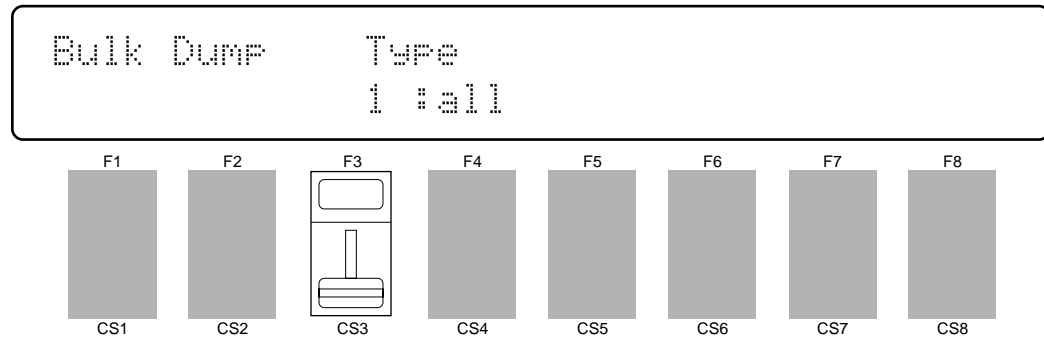 Bulk Dump Type
1 :all
F1 F2 F3 F4 F5 F6 F7 F8
CS1 CS2 CS3 CS4 CS5 CS6 CS7 CS8